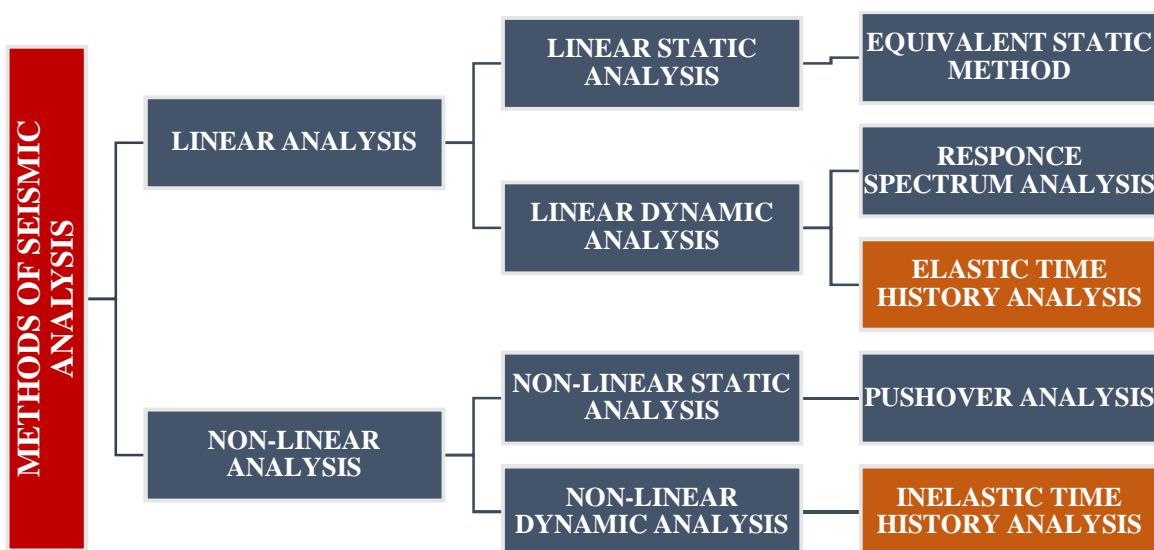 METHODS OF SEISMIC
ANALYSIS
LINEAR ANALYSIS
LINEAR STATIC
ANALYSIS
EQUIVALENT STATIC
METHOD
LINEAR DYNAMIC
ANALYSIS
RESPONCE
SPECTRUM ANALYSIS
ELASTIC TIME
HISTORY ANALYSIS
NON-LINEAR
ANALYSIS
NON-LINEAR STATIC
ANALYSIS
PUSHOVER ANALYSIS
NON-LINEAR
DYNAMIC ANALYSIS
INELASTIC TIME
HISTORY ANALYSIS